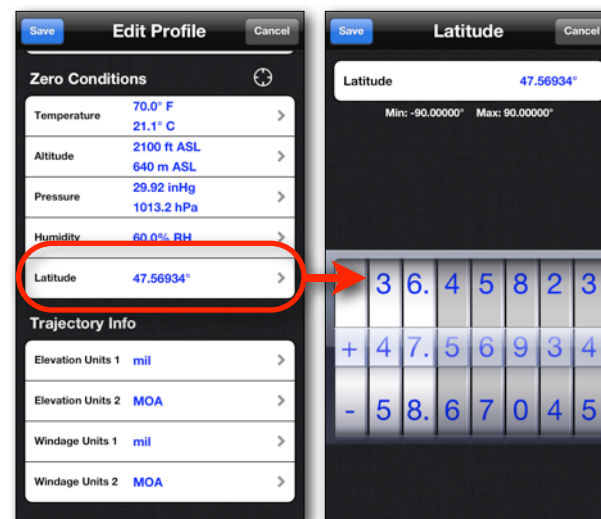 Save Edit Profile Cancel
Zero Conditions
Temperature 70.0° F
21.1° C
Altitude 2100 ft ASL
640 m ASL
Pressure 29.92 inHg
1013.2 hPa
Humidity 60.0% RH
Latitude 47.56934°
Trajectory Info
Elevation Units 1 mil
Elevation Units 2 MOA
Windage Units 1 mil
Windage Units 2 MOA
Save Latitude Cancel
Latitude 47.56934°
Min: -90.00000° Max: 90.00000°
3 6. 4 5 8 2 3
+ 4 7. 5 6 9 3 4
- 5 8. 6 7 0 4 5